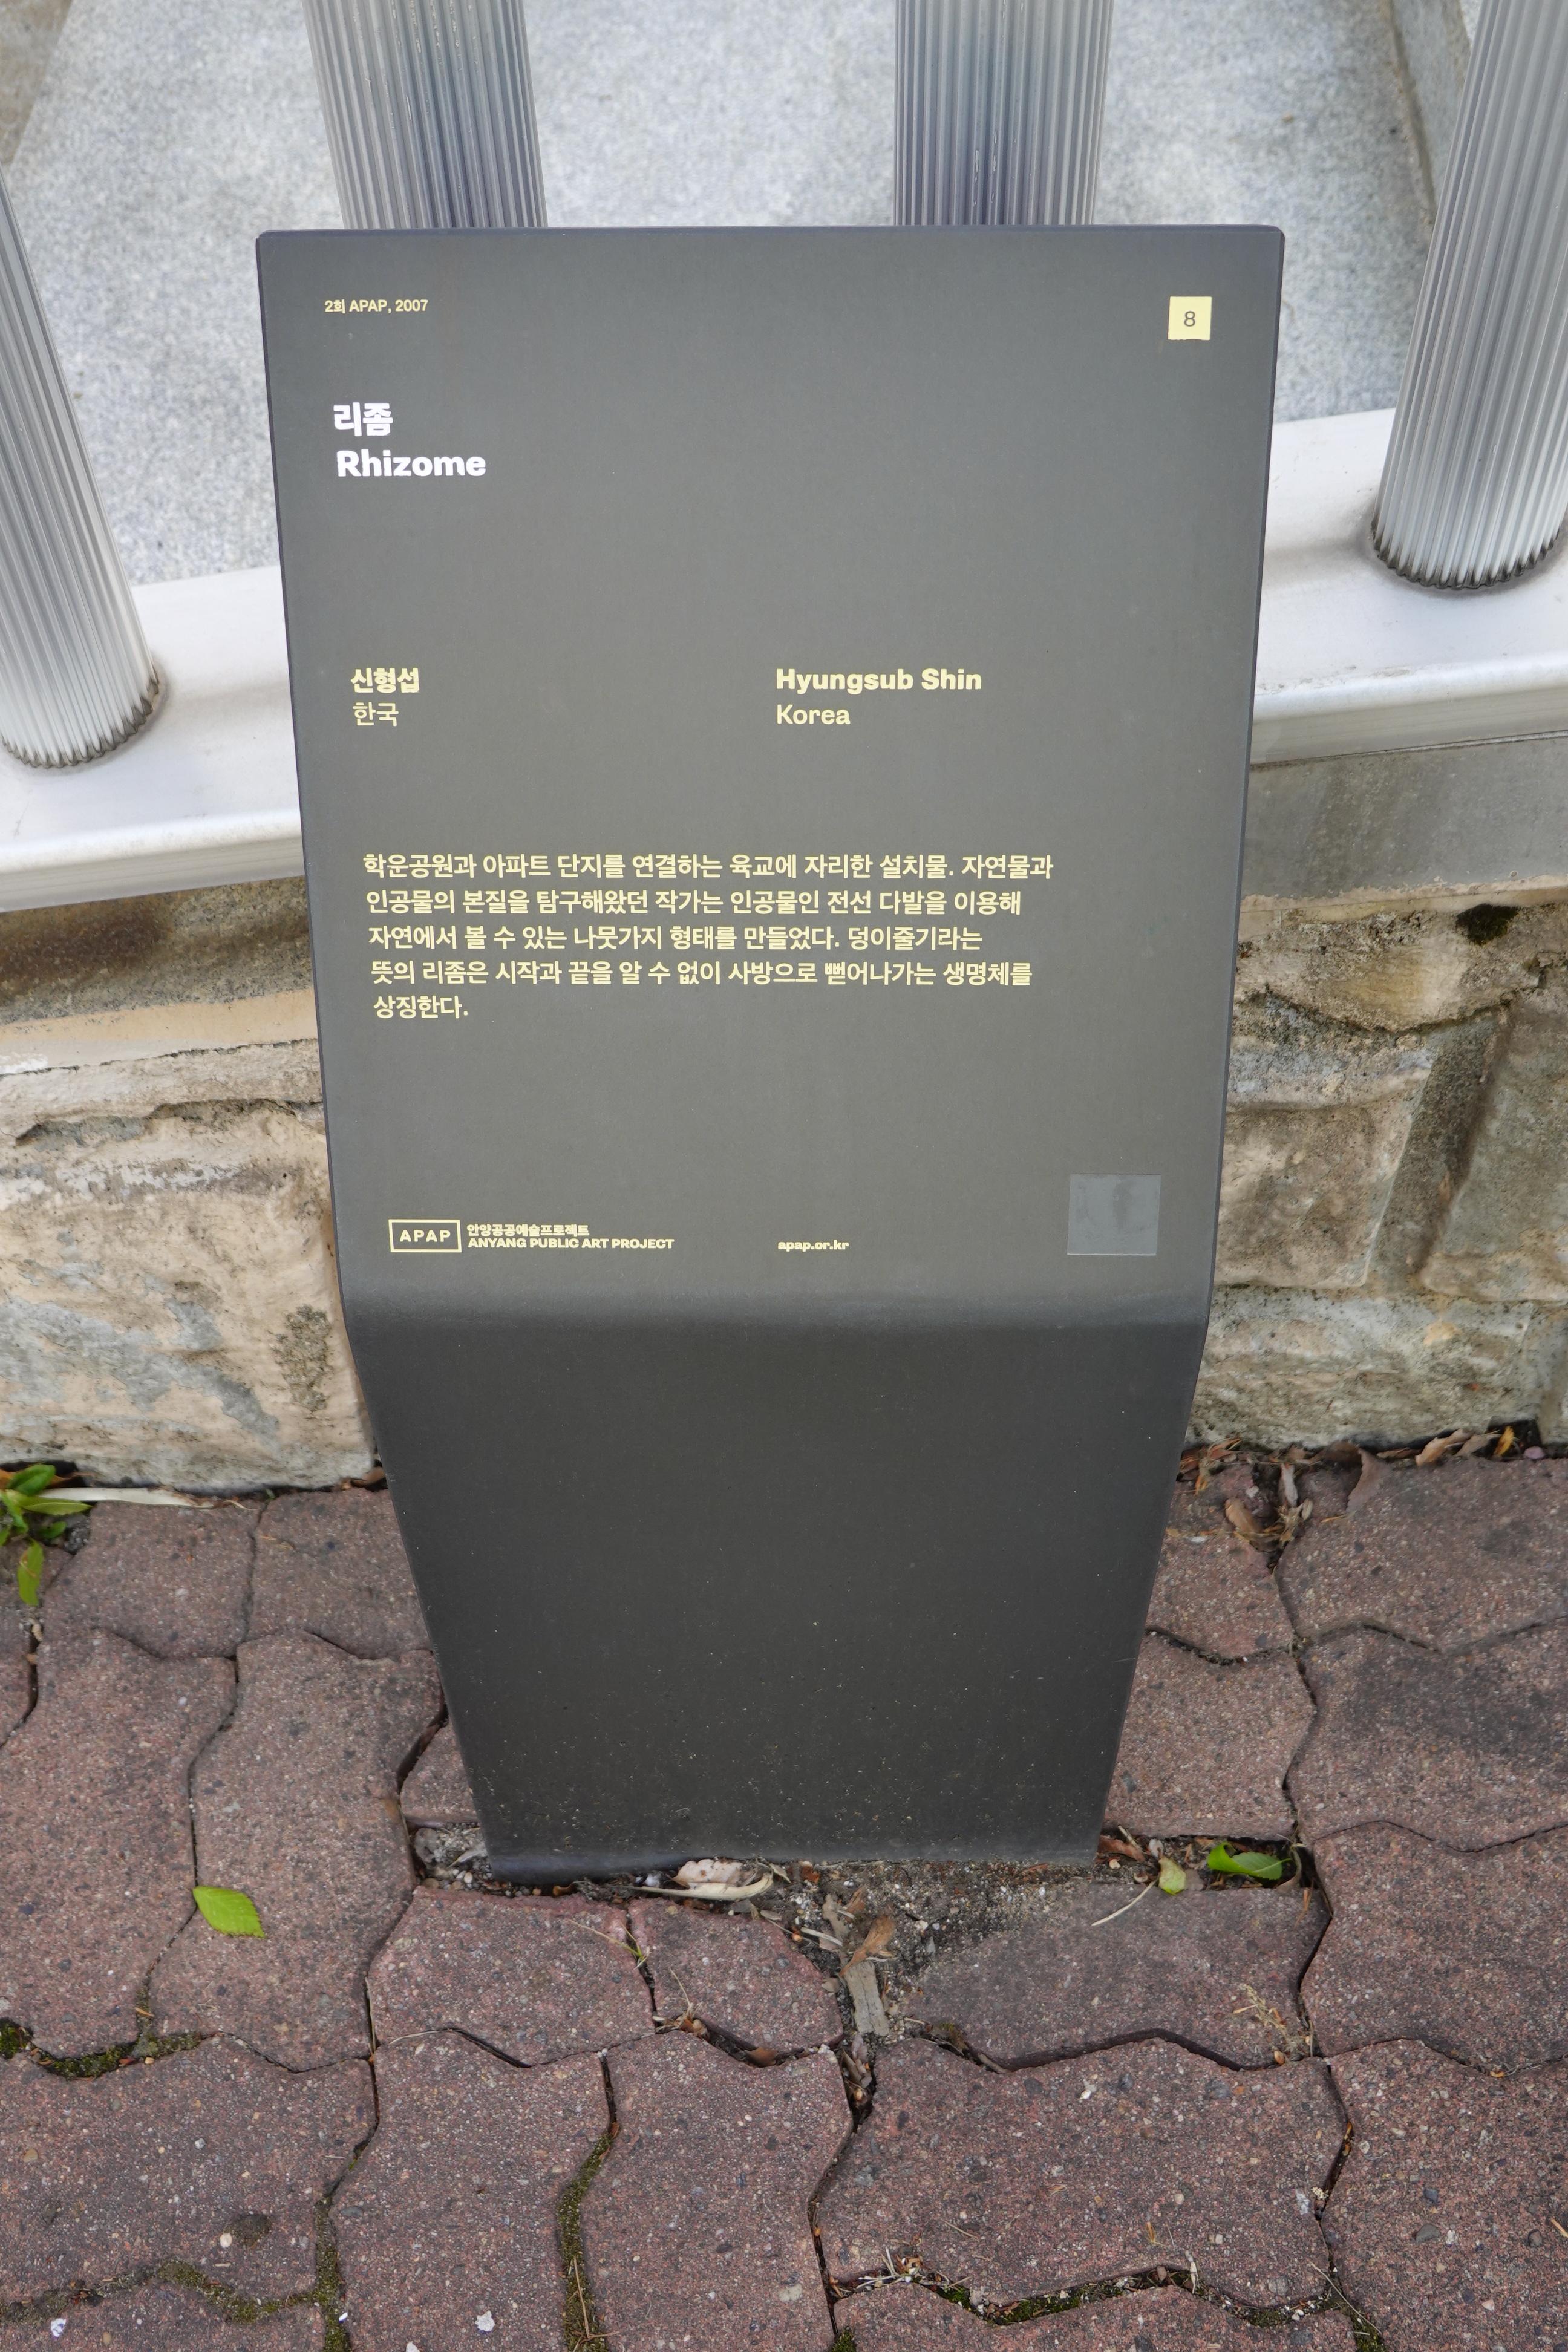 2회 APAP, 2007
8
리좀
Rhizome
신형섭
한국
Hyungsub Shin
Korea
학운공원과 아파트 단지를 연결하는 육교에 자리한 설치물. 자연물과
인공물의 본질을 탐구해왔던 작가는 인공물인 전선 다발을 이용해
자연에서 볼 수 있는 나뭇가지 형태를 만들었다. 덩이줄기라는
뜻의 리좀은 시작과 끝을 알 수 없이 사방으로 뻗어나가는 생명체를
상징한다.
APAP
안양공공예술프로젝트
ANYANG PUBLIC ART PROJECT
apap.or.kr